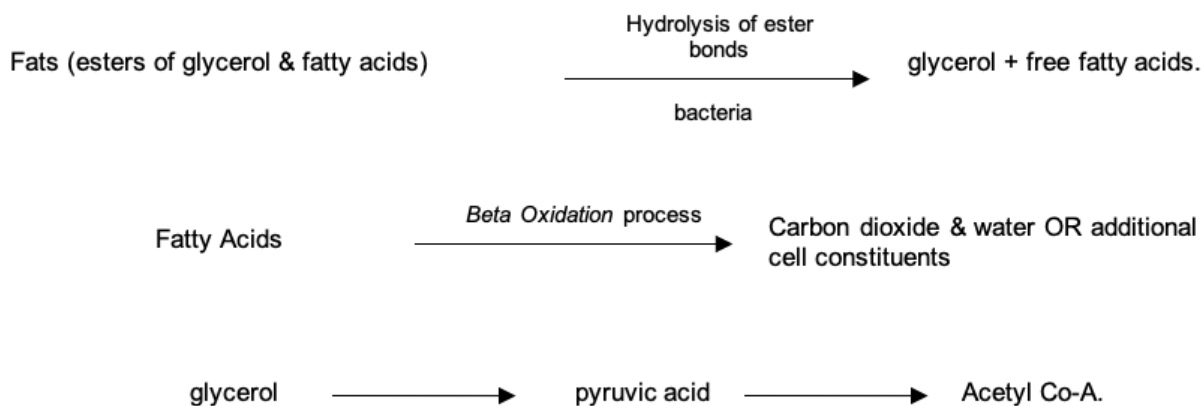 Hydrolysis of ester
bonds
Fats (esters of glycerol & fatty acids)
glycerol + free fatty acids.
bacteria
Beta Oxidation process
Fatty Acids
Carbon dioxide & water OR additional
cell constituents
glycerol
pyruvic acid
Acetyl Co-A.